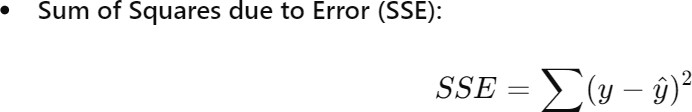 • Sum of Squares due to Error (SSE):
SSE = ∑(y − ŷ)²